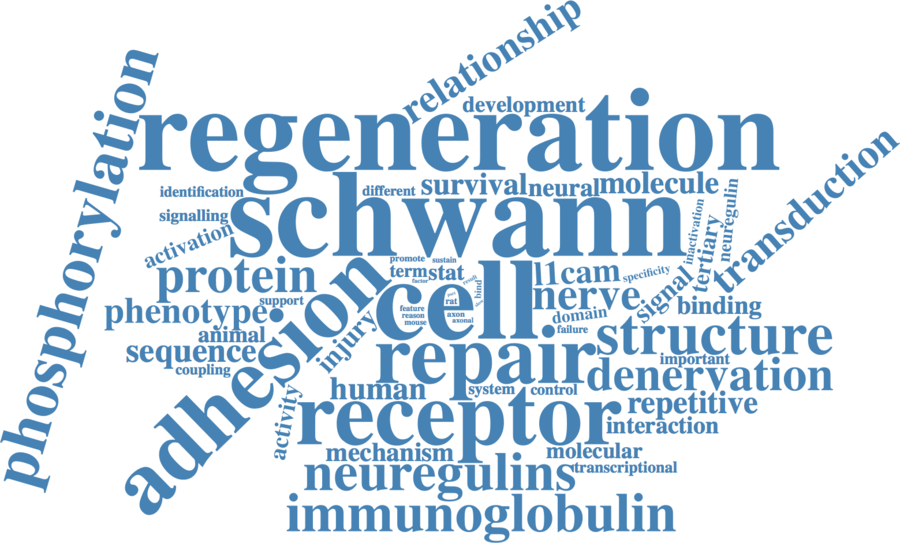 relationship
development
phosphorylation
regeneration
transduction
identification
different
survival
neural
molecule
schwann
signalling
activation
inactivation
tertiary
neuregulin
promote
sustain
protein
term
stat
factor
result
bind
l1cam
specificity
signal
support
adhesion
cell
rat
nerve
binding
phenotype
feature
reason
mouse
axon
axonal
domain
failure
animal
injury
structure
sequence
repair
important
coupling
denervation
human
system
control
activity
receptor
repetitive
interaction
mechanism
molecular
neuregulins
transcriptional
immunoglobulin